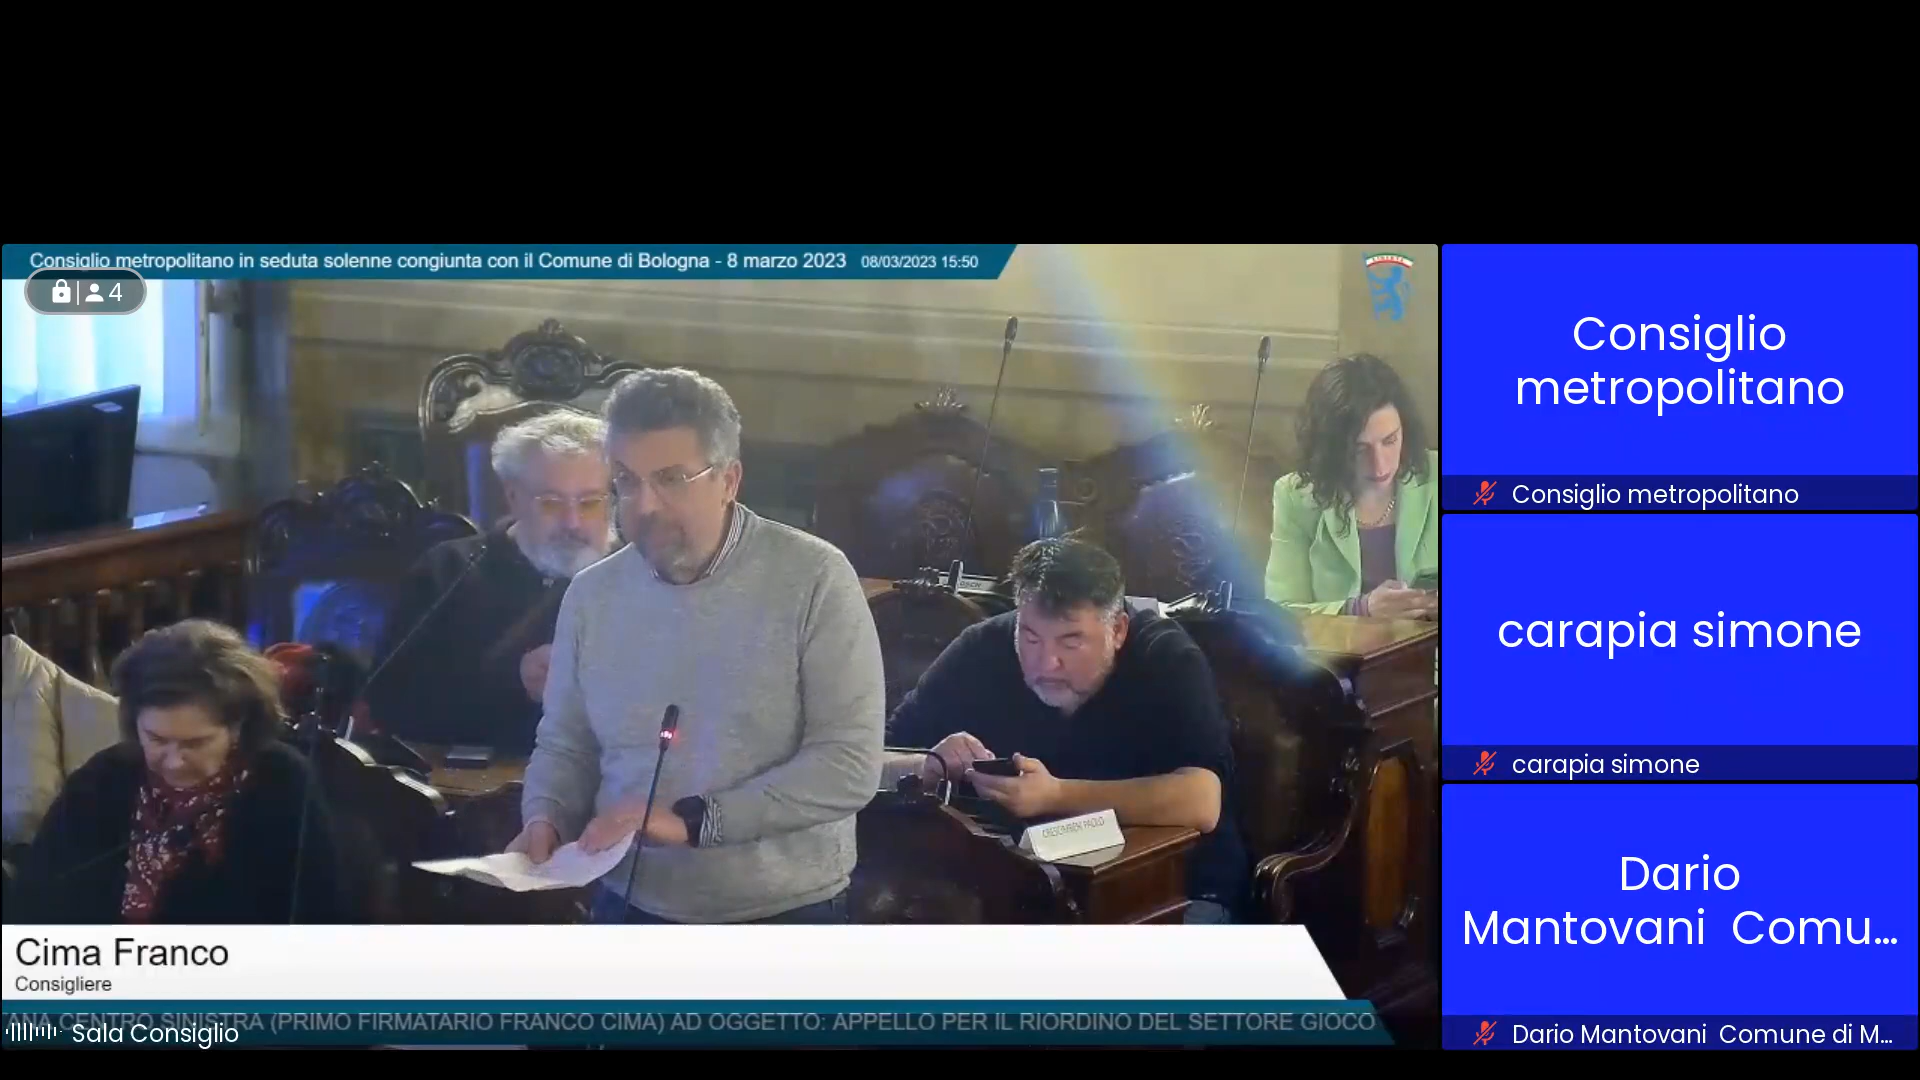 Consiglio metropolitano in seduta solenne congiunta con il Comune di Bologna - 8 marzo 2023 08/03/2023 15:50
4
Consiglio
metropolitano
Consiglio metropolitano
carapia simone
carapia simone
CRESCIMBENI PAOLO
Dario
Mantovani Comu...
Dario Mantovani Comune di M...
Cima Franco
Consigliere
ANA CENTRO SINISTRA (PRIMO FIRMATARIO FRANCO CIMA) AD OGGETTO: APPELLO PER IL RIORDINO DEL SETTORE GIOCO
Sala Consiglio